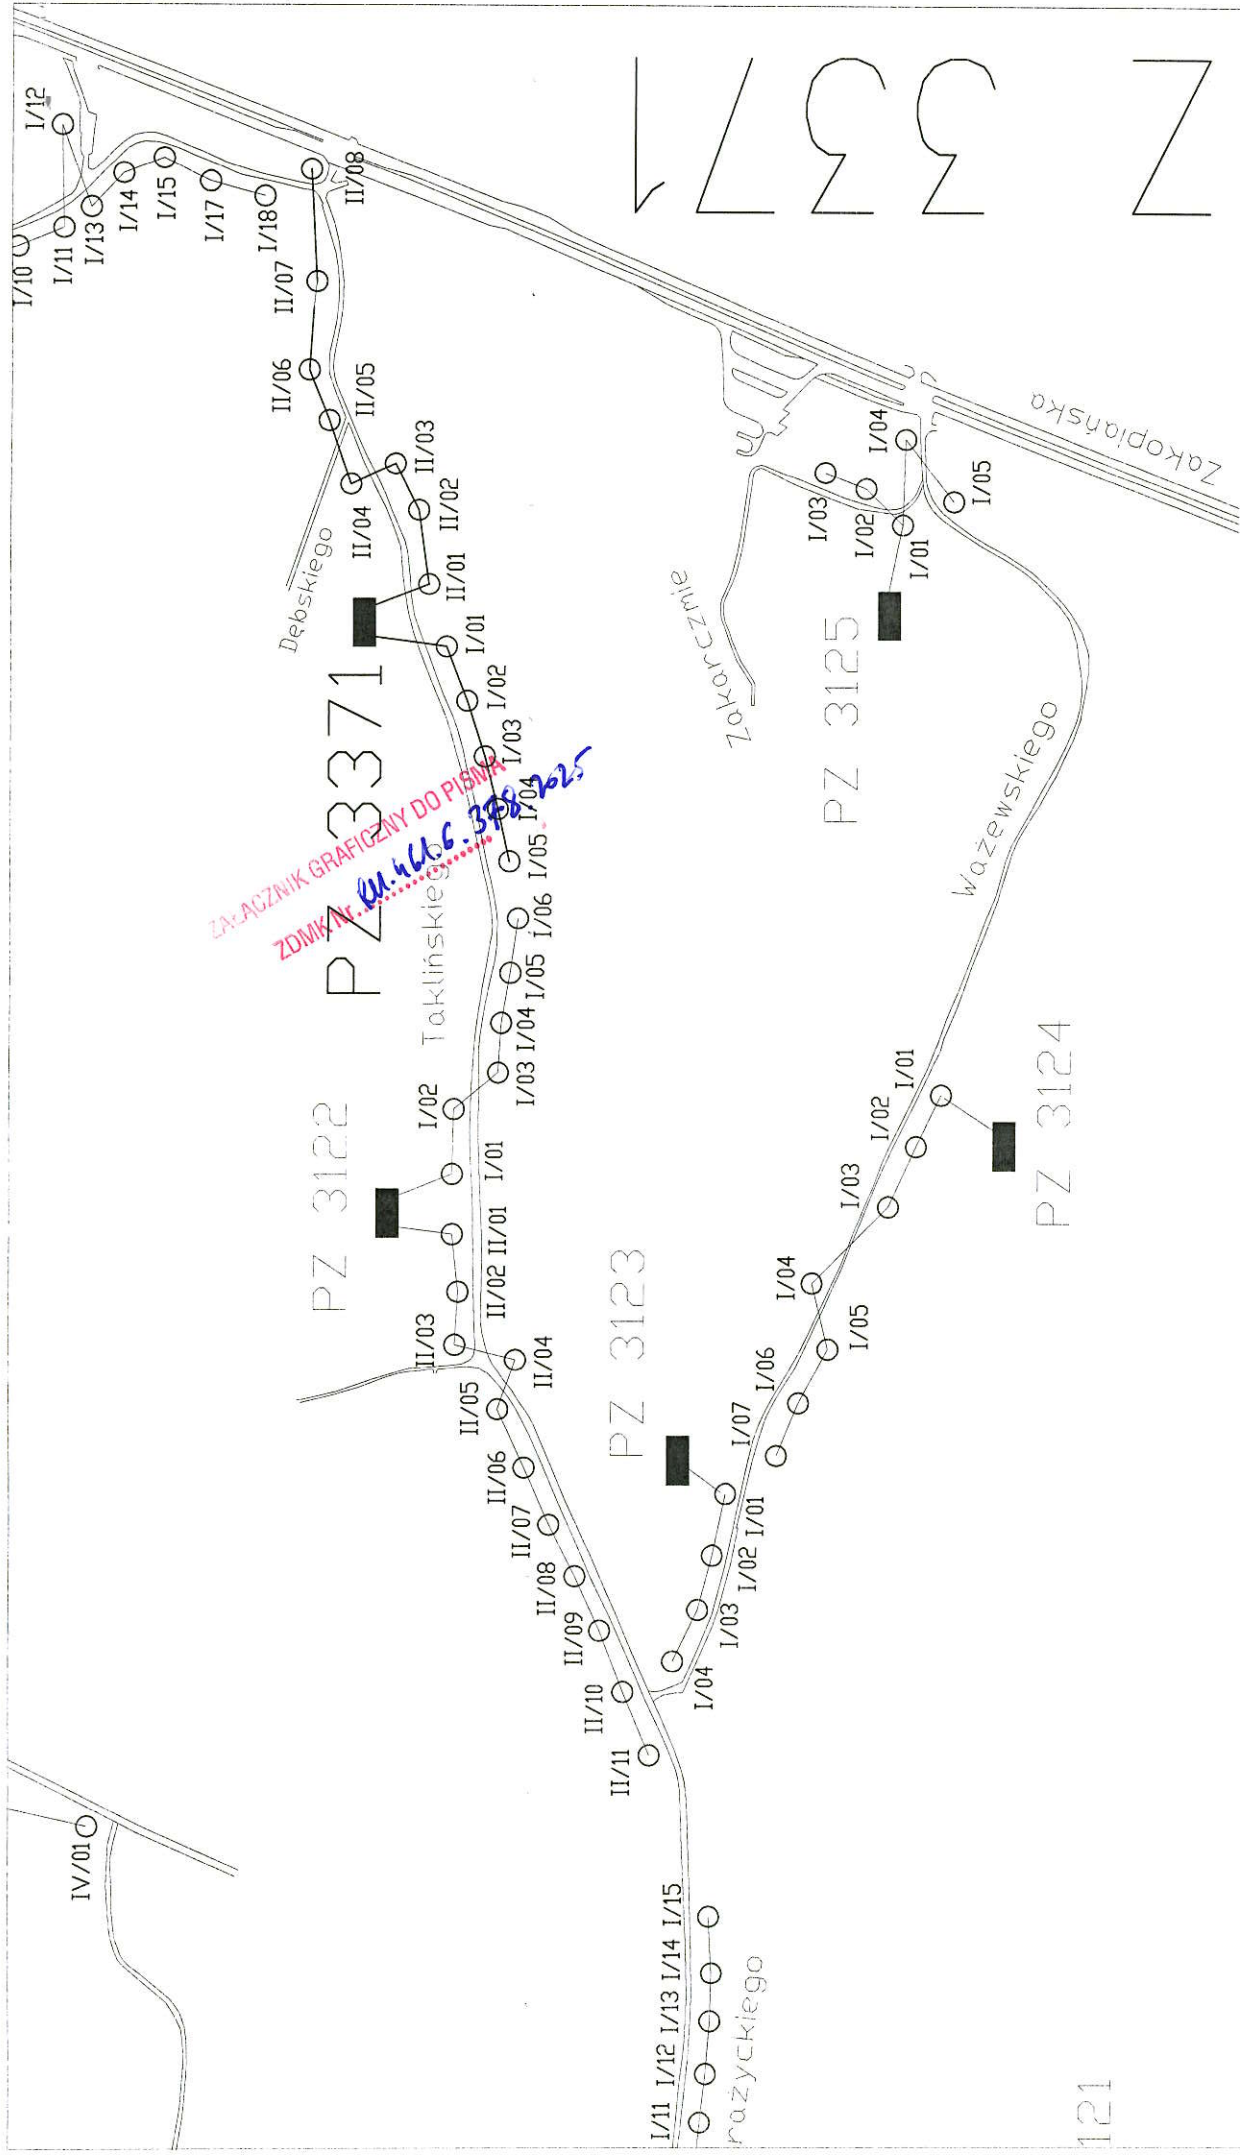 Z 3371
I/12
I/10
I/11
I/13
I/14
I/15
I/17
I/18
II/08
II/07
II/06
II/05
II/04
II/03
II/02
II/01
Dębskiego
PZ 3371
I/01
I/02
I/03
I/04
I/05
ZAŁĄCZNIK GRAFICZNY DO PISMA
ZDMK Nr.
Taklińskiego
I/06
I/05
I/04
I/03
I/02
I/01
PZ 3122
II/01
II/02
II/03
II/04
II/05
II/06
II/07
II/08
II/09
II/10
II/11
Zakopiańska
I/04
I/05
I/03
I/02
I/01
Zakarczmie
PZ 3125
Ważewskiego
PZ 3124
I/01
I/02
I/03
I/04
I/05
I/06
I/07
PZ 3123
I/01
I/02
I/03
I/04
IV/01
I/11 I/12 I/13 I/14 I/15
rażyckiego
121